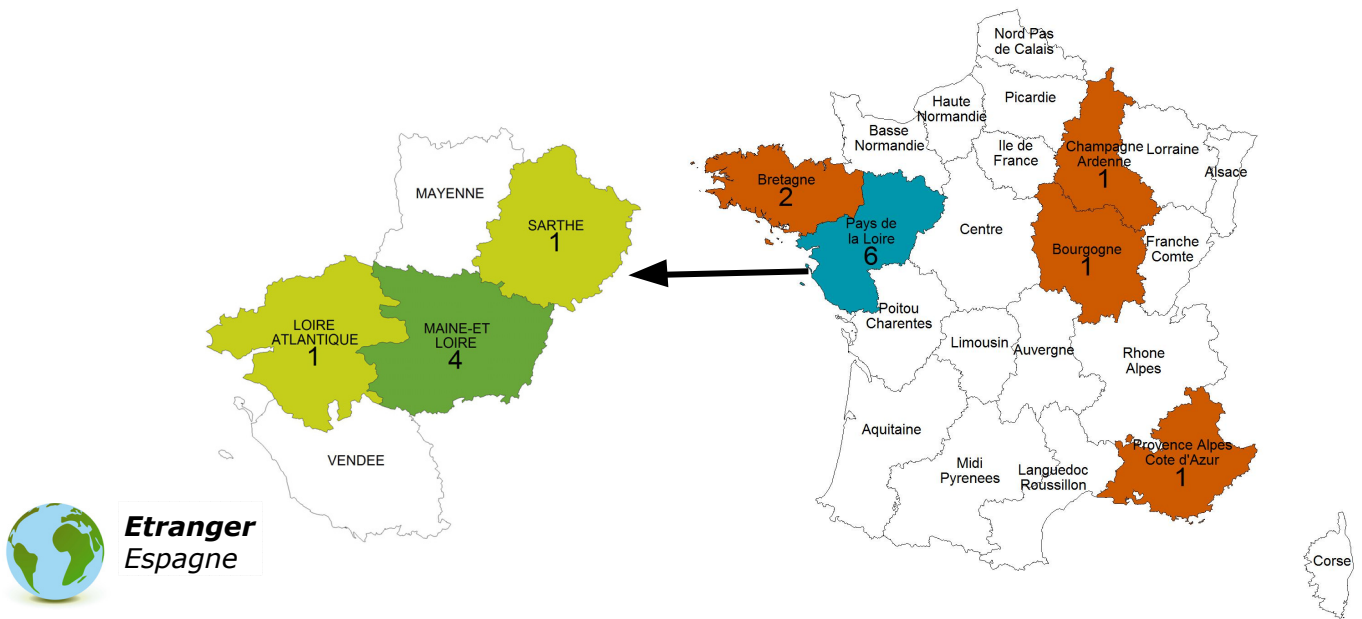 MAYENNE
SARTHE
1
LOIRE
ATLANTIQUE
1
MAINE-ET
LOIRE
4
VENDEE
Etranger
Espagne
Nord Pas
de Calais
Picardie
Haute
Normandie
Basse
Normandie
Ile de
France
Champagne
Ardenne
1
Lorraine
Alsace
Bretagne
2
Pays de
la Loire
6
Centre
Bourgogne
1
Franche
Comte
Poitou
Charentes
Limousin
Auvergne
Rhone
Alpes
Aquitaine
Midi
Pyrenees
Languedoc
Roussillon
Provence Alpes
Cote d'Azur
1
Corse